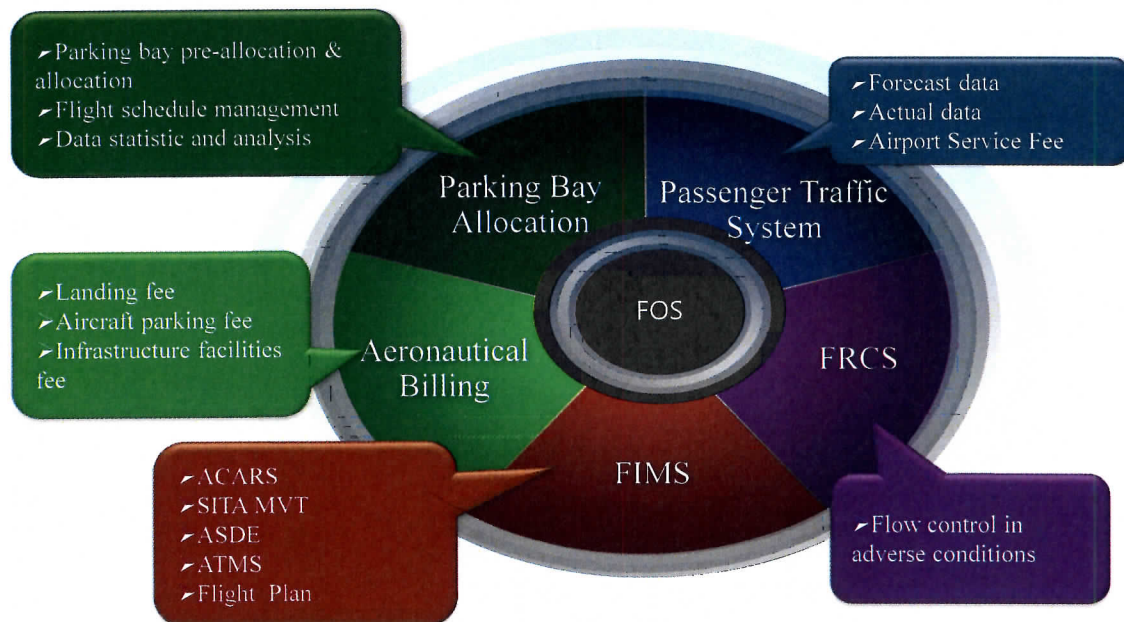 ➢Parking bay pre-allocation &
allocation
➢Flight schedule management
➢Data statistic and analysis
➢Forecast data
➢Actual data
➢Airport Service Fee
Parking Bay
Allocation
Passenger Traffic
System
➢Landing fee
➢Aircraft parking fee
➢Infrastructure facilities
fee
FOS
Aeronautical
Billing
FRCS
FIMS
➢ACARS
➢SITA MVT
➢ASDE
➢ATMS
➢Flight Plan
➢Flow control in
adverse conditions